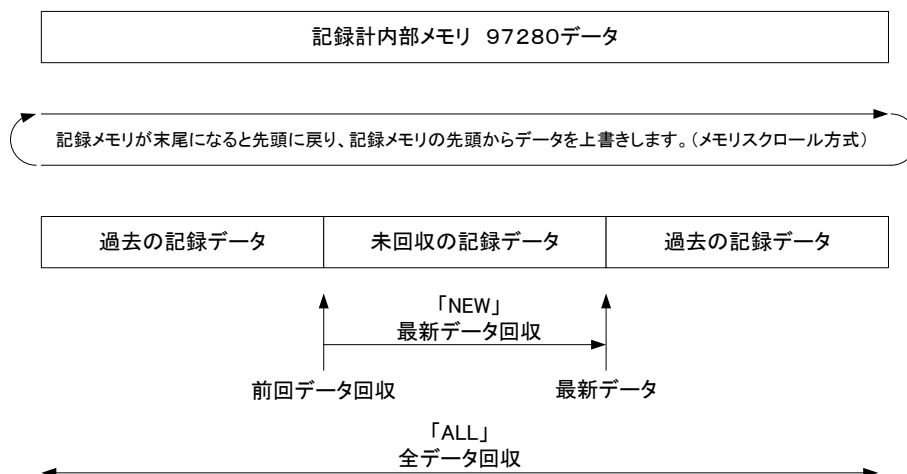 記録計内部メモリ 97280データ
記録メモリが末尾になると先頭に戻り、記録メモリの先頭からデータを上書きします。(メモリスクロール方式)
過去の記録データ 未回収の記録データ 過去の記録データ
「NEW」
最新データ回収
前回データ回収 最新データ
「ALL」
全データ回収